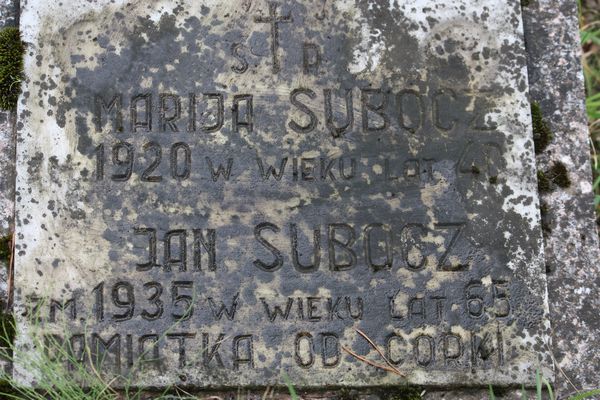 S P
MARIJA SUBOCZ
1920 W WIEKU LAT
JAN SUBOCZ
ZM 1935 W WIEKU LAT 65
PAMIATKA OD CORKI